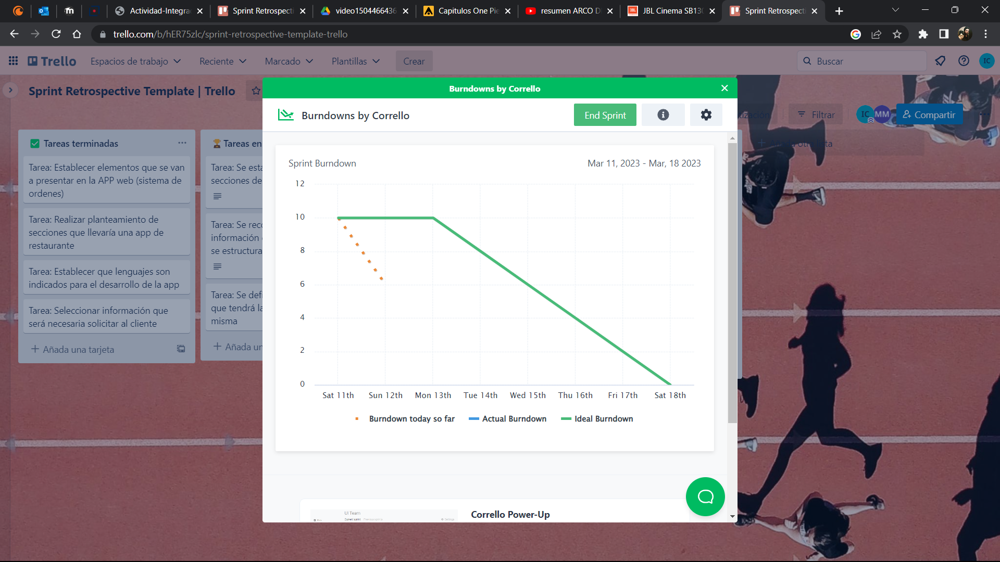 Actividad-Integra
Sprint Retrospecti
video1504466436
Capitulos One Pie
resumen ARCO D
JBL Cinema SB130
Sprint Retrospecti
trello.com/b/hER75zlc/sprint-retrospective-template-trello
Trello
Espacios de trabajo
Reciente
Marcado
Plantillas
Crear
Buscar
IC
Sprint Retrospective Template | Trello
Filtrar
IC
MM
Compartir
Burndowns by Corrello
Burndowns by Corrello
End Sprint
Tareas terminadas
Tarea: Establecer elementos que se van
a presentar en la APP web (sistema de
ordenes)
Tarea: Realizar planteamiento de
secciones que llevaría una app de
restaurante
Tarea: Establecer que lenguajes son
indicados para el desarrollo de la app
Tarea: Seleccionar información que
será necesaria solicitar al cliente
Añada una tarjeta
Tareas en
Tarea: Se esta
secciones de
Tarea: Se reco
información
se estructura
Tarea: Se defi
que tendrá la
misma
Añada un
Sprint Burndown
Mar 11, 2023 - Mar, 18 2023
12
10
8
6
4
2
0
Sat 11th
Sun 12th
Mon 13th
Tue 14th
Wed 15th
Thu 16th
Fri 17th
Sat 18th
Burndown today so far
Actual Burndown
Ideal Burndown
UI Team
Corrello Power-Up